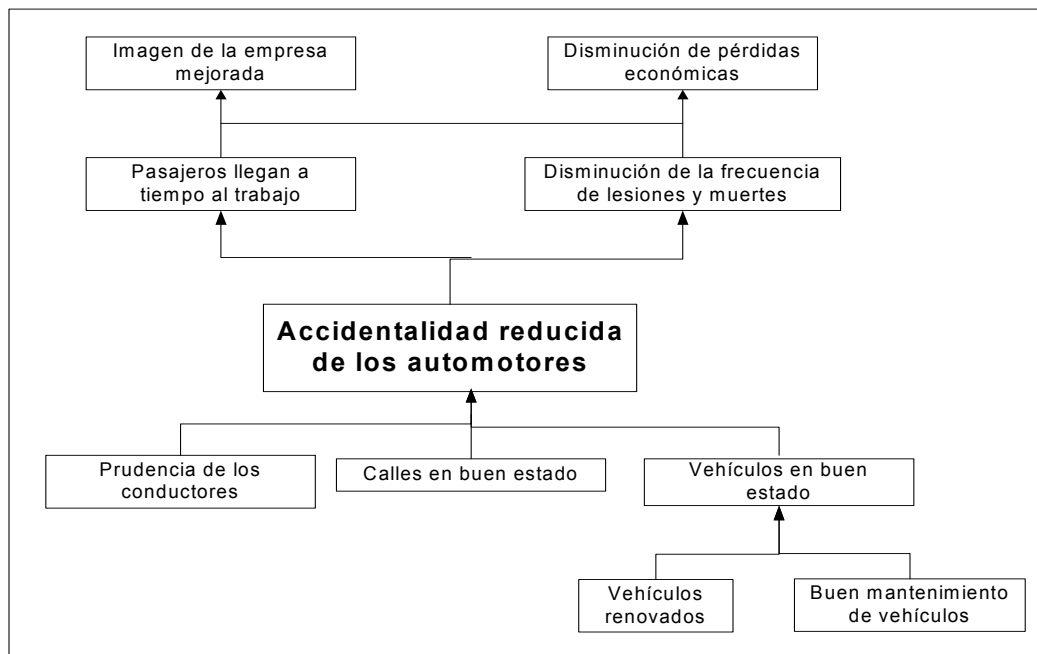 Imagen de la empresa
mejorada
Disminución de pérdidas
económicas
Pasajeros llegan a
tiempo al trabajo
Disminución de la frecuencia
de lesiones y muertes
Accidentalidad reducida
de los automotores
Prudencia de los
conductores
Calles en buen estado
Vehículos en buen
estado
Vehículos
renovados
Buen mantenimiento
de vehículos